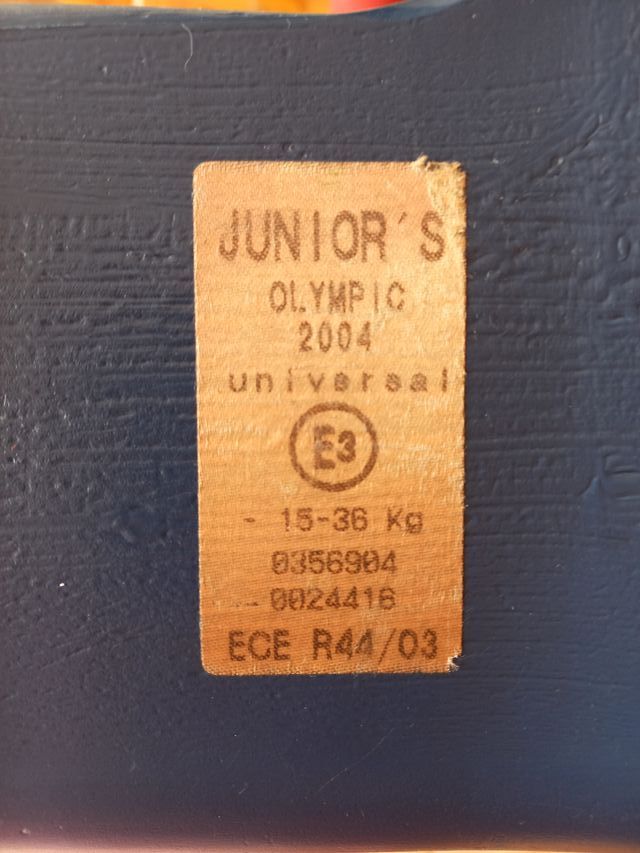 JUNIOR´S
OLYMPIC
2004
universal
E3
- 15-36 Kg
0356904
0024416
ECE R44/03